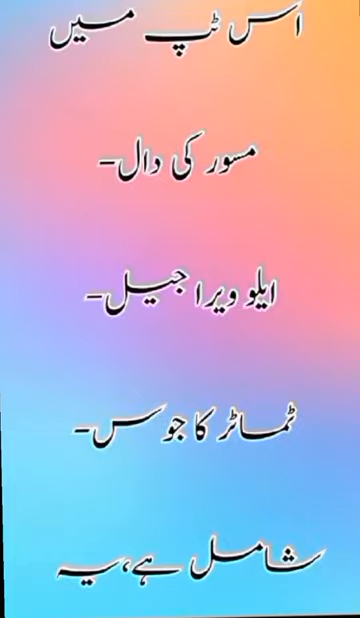 اس ٹپ میں
مسور کی دال۔
ایلو ویرا جیل۔
ٹماٹر کا جوس۔
شامل ہے،یہ